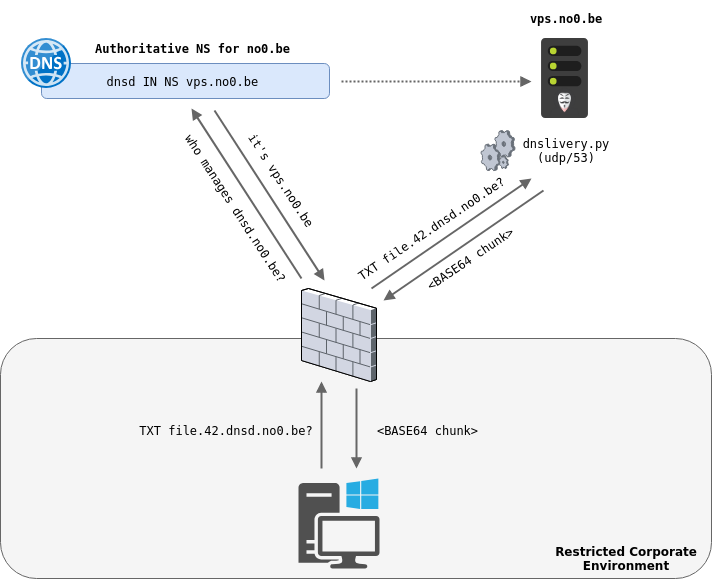 vps.no0.be
Authoritative NS for no0.be
DNS
dnsd IN NS vps.no0.be
dnslivery.py
(udp/53)
who manages dnsd.no0.be?
it's vps.no0.be
TXT file.42.dnsd.no0.be?
<BASE64 chunk>
TXT file.42.dnsd.no0.be?
<BASE64 chunk>
Restricted Corporate
Environment